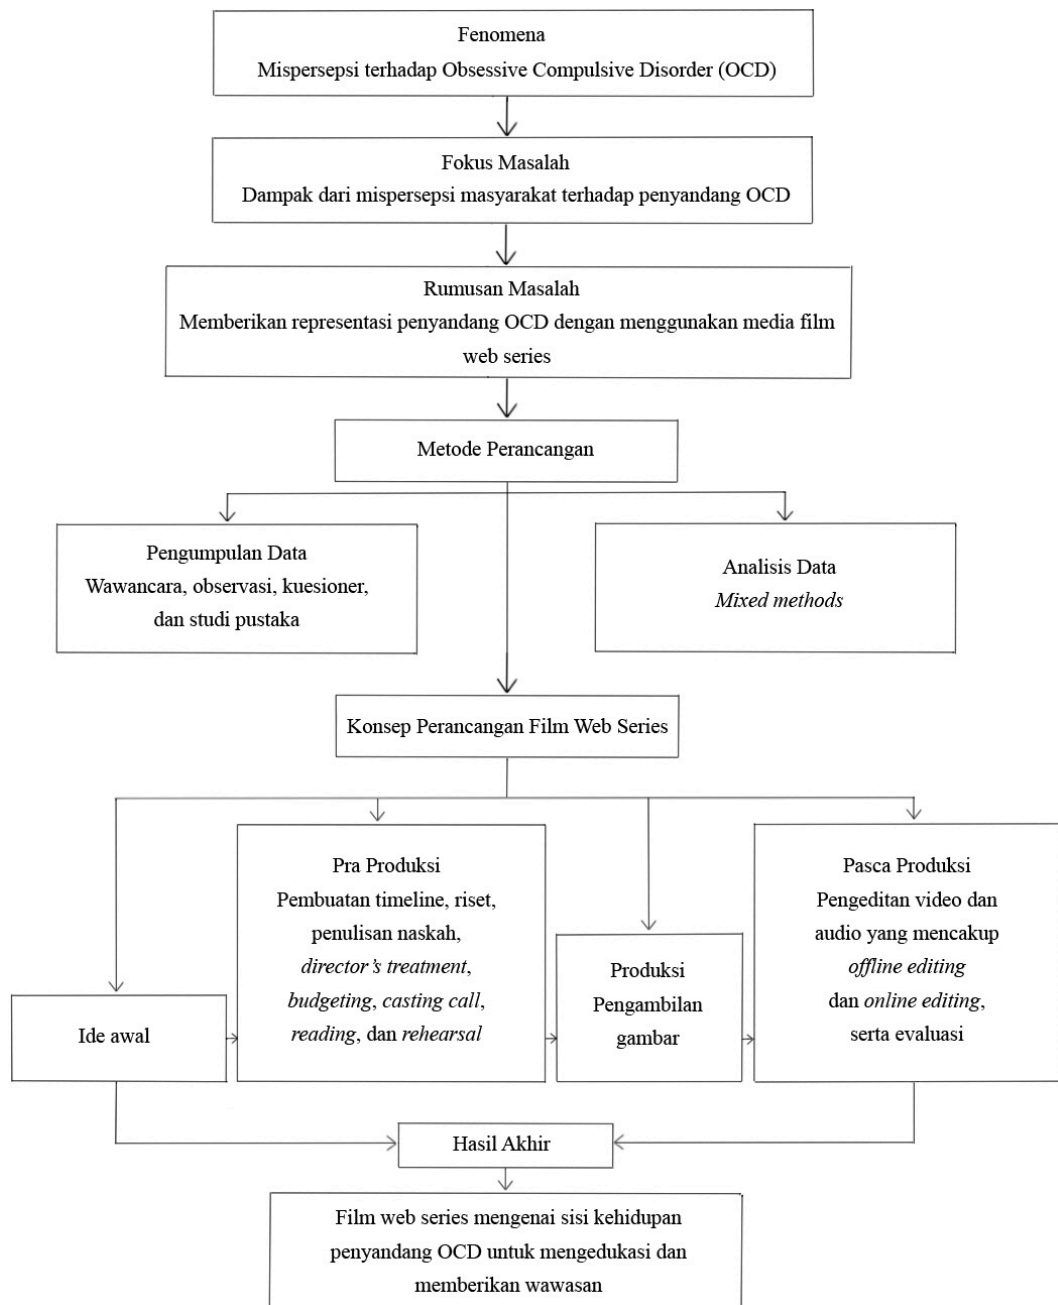 Fenomena
Mispersepsi terhadap Obsessive Compulsive Disorder (OCD)
Fokus Masalah
Dampak dari mispersepsi masyarakat terhadap penyandang OCD
Rumusan Masalah
Memberikan representasi penyandang OCD dengan menggunakan media film
web series
Metode Perancangan
Pengumpulan Data
Wawancara, observasi, kuesioner,
dan studi pustaka
Analisis Data
Mixed methods
Konsep Perancangan Film Web Series
Ide awal
Pra Produksi
Pembuatan timeline, riset,
penulisan naskah,
director’s treatment,
budgeting, casting call,
reading, dan rehearsal
Produksi
Pengambilan
gambar
Pasca Produksi
Pengeditan video dan
audio yang mencakup
offline editing
dan online editing,
serta evaluasi
Hasil Akhir
Film web series mengenai sisi kehidupan
penyandang OCD untuk mengedukasi dan
memberikan wawasan